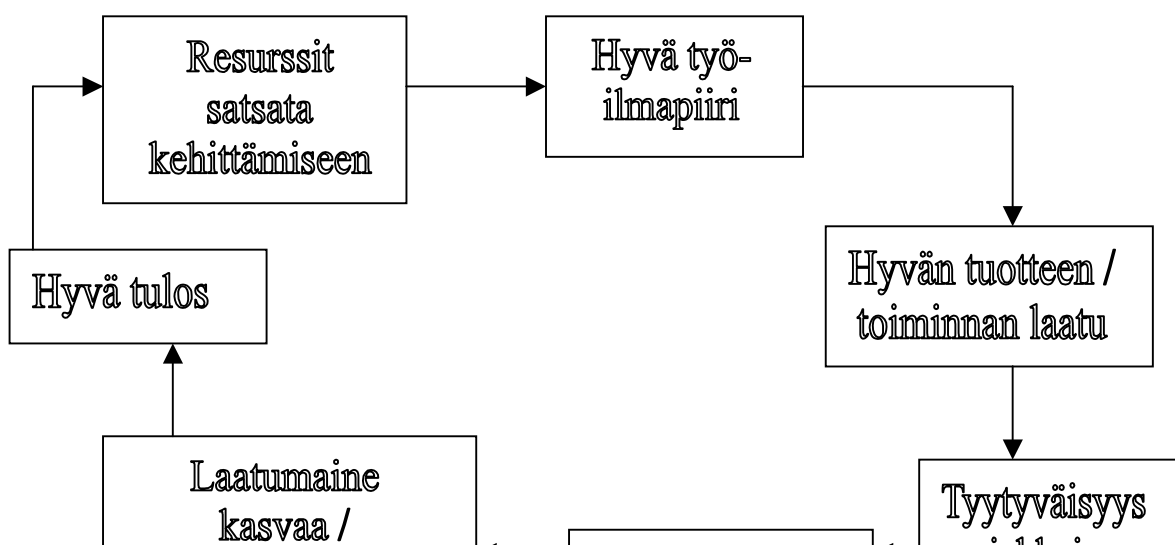 Resurssit
satsata
kehittämiseen
Hyvä työ-
ilmapiiri
Hyvän tuotteen /
toiminnan laatu
Hyvä tulos
Laatumaine
kasvaa /
Tyytyväisyys